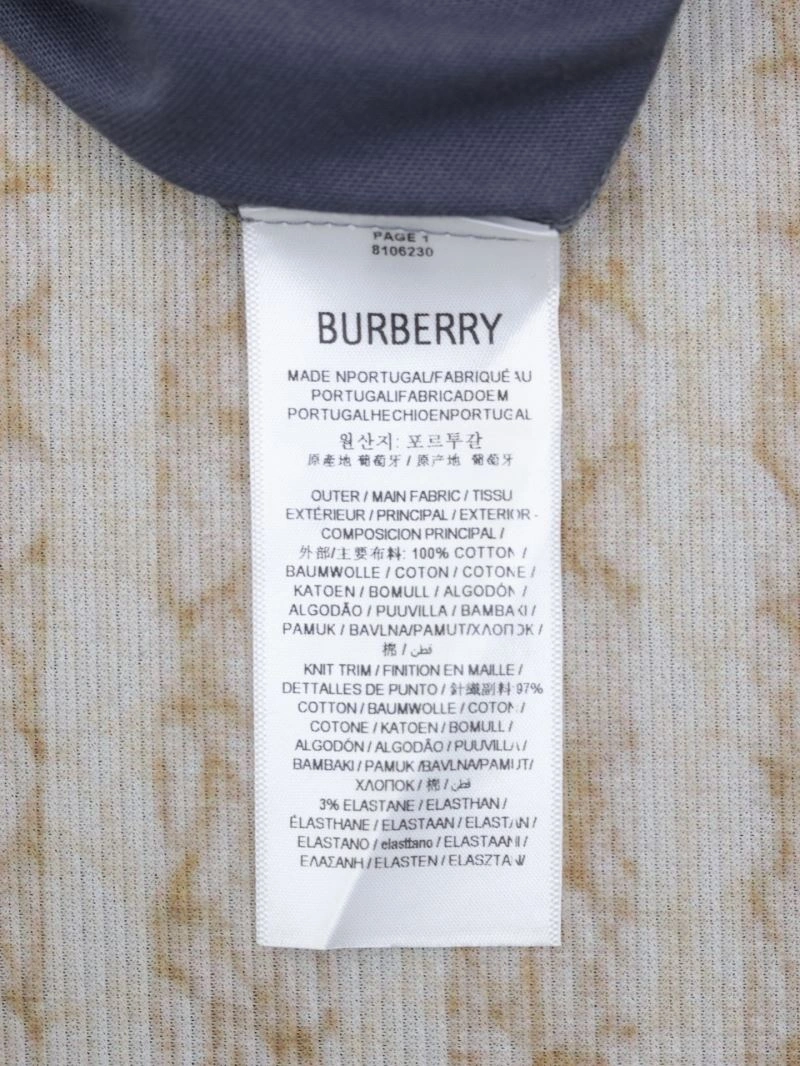 PAGE 1
8106230
BURBERRY
MADE NPORTUGAL/FABRIQUÉ AU
PORTUGALIFABRICADOEM
PORTUGALHECHIOENPORTUGAL
원산지: 포르투갈
原產地 葡萄牙 / 原产地 葡萄牙
OUTER / MAIN FABRIC / TISSU
EXTÉRIEUR / PRINCIPAL / EXTERIOR -
COMPOSICION PRINCIPAL /
外部/主要布料: 100% COTTON /
BAUMWOLLE / COTON / COTONE /
KATOEN / BOMULL / ALGODÓN /
ALGODÃO / PUUVILLA / BAMBAKI /
PAMUK / BAVLNA/PAMUT/ХЛОПОК /
棉 / قطن
KNIT TRIM / FINITION EN MAILLE /
DETTALLES DE PUNTO / 針織副料 97%
COTTON / BAUMWOLLE / COTON /
COTONE / KATOEN / BOMULL /
ALGODÓN / ALGODÃO / PUUVILLA /
BAMBAKI / PAMUK /BAVLNA/PAMUT/
ХЛОПОК / 棉 / قطن
3% ELASTANE / ELASTHAN /
ÉLASTHANE / ELASTAAN / ELASTAN /
ELASTANO / elasttano / ELASTAANI /
ΕΛΑΣΑΝΗ / ELASTEN / ELASZTAN